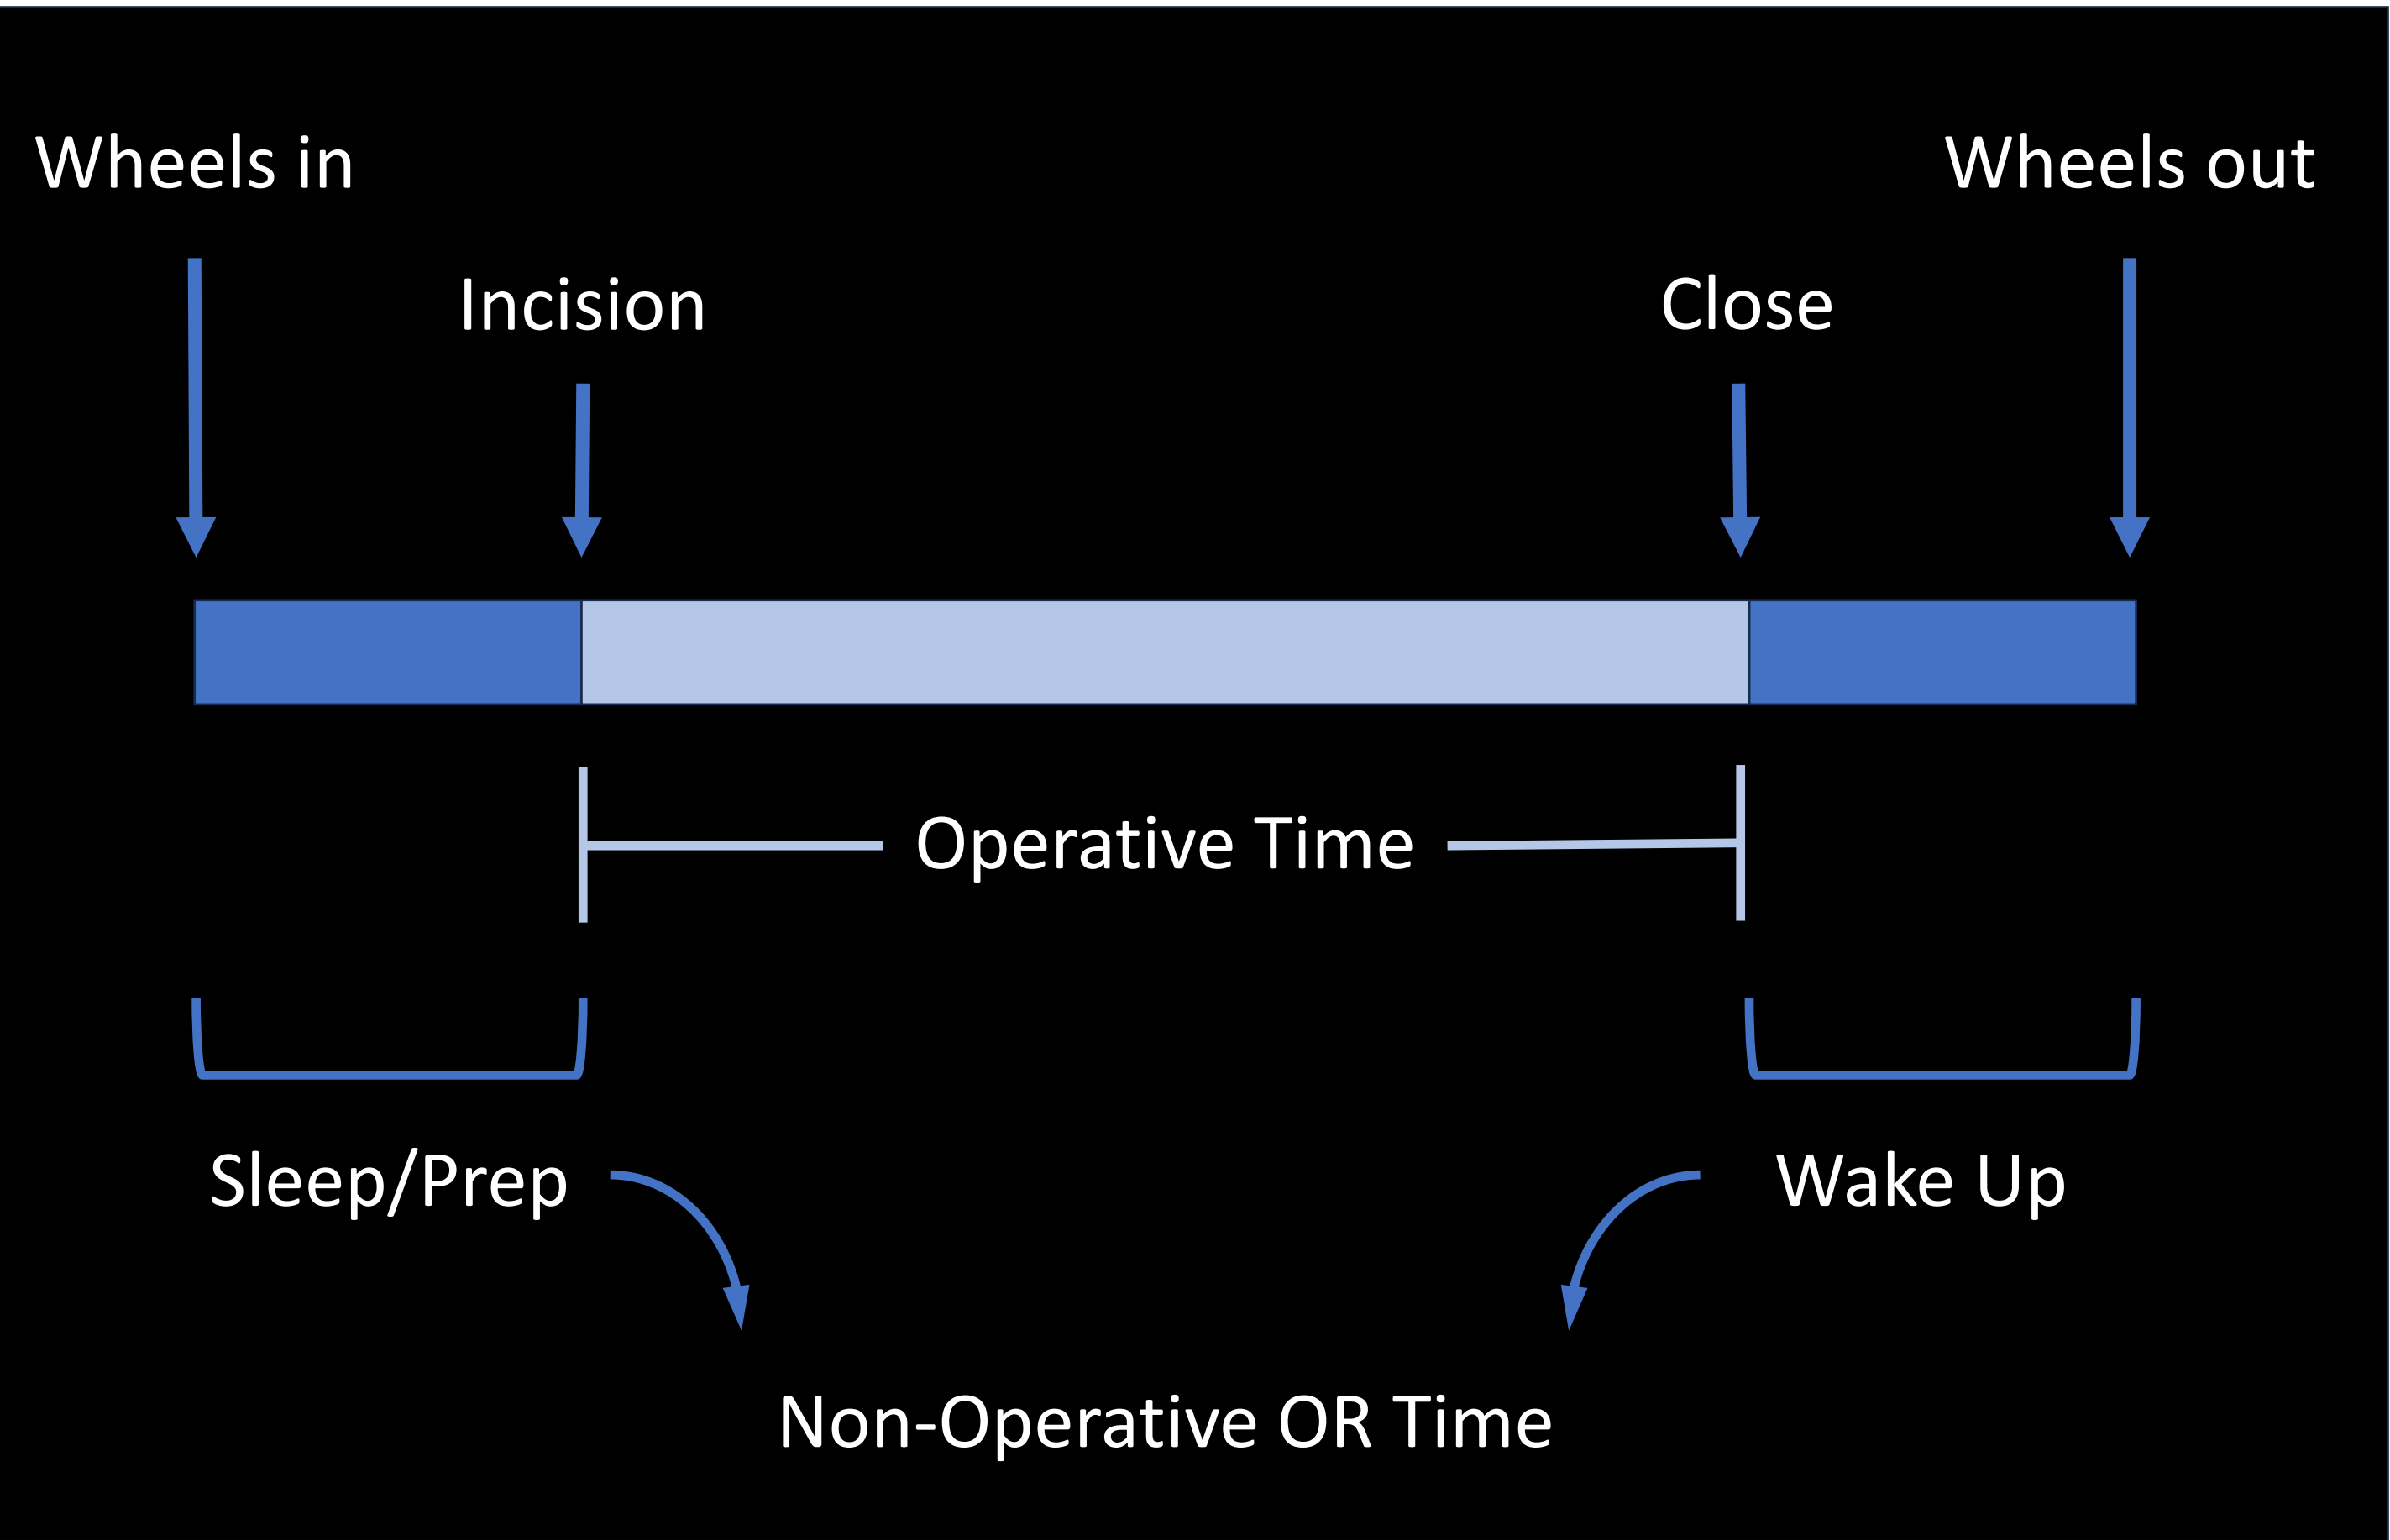 Wheels in
Wheels out
Incision
Close
Operative Time
Sleep/Prep
Wake Up
Non-Operative OR Time